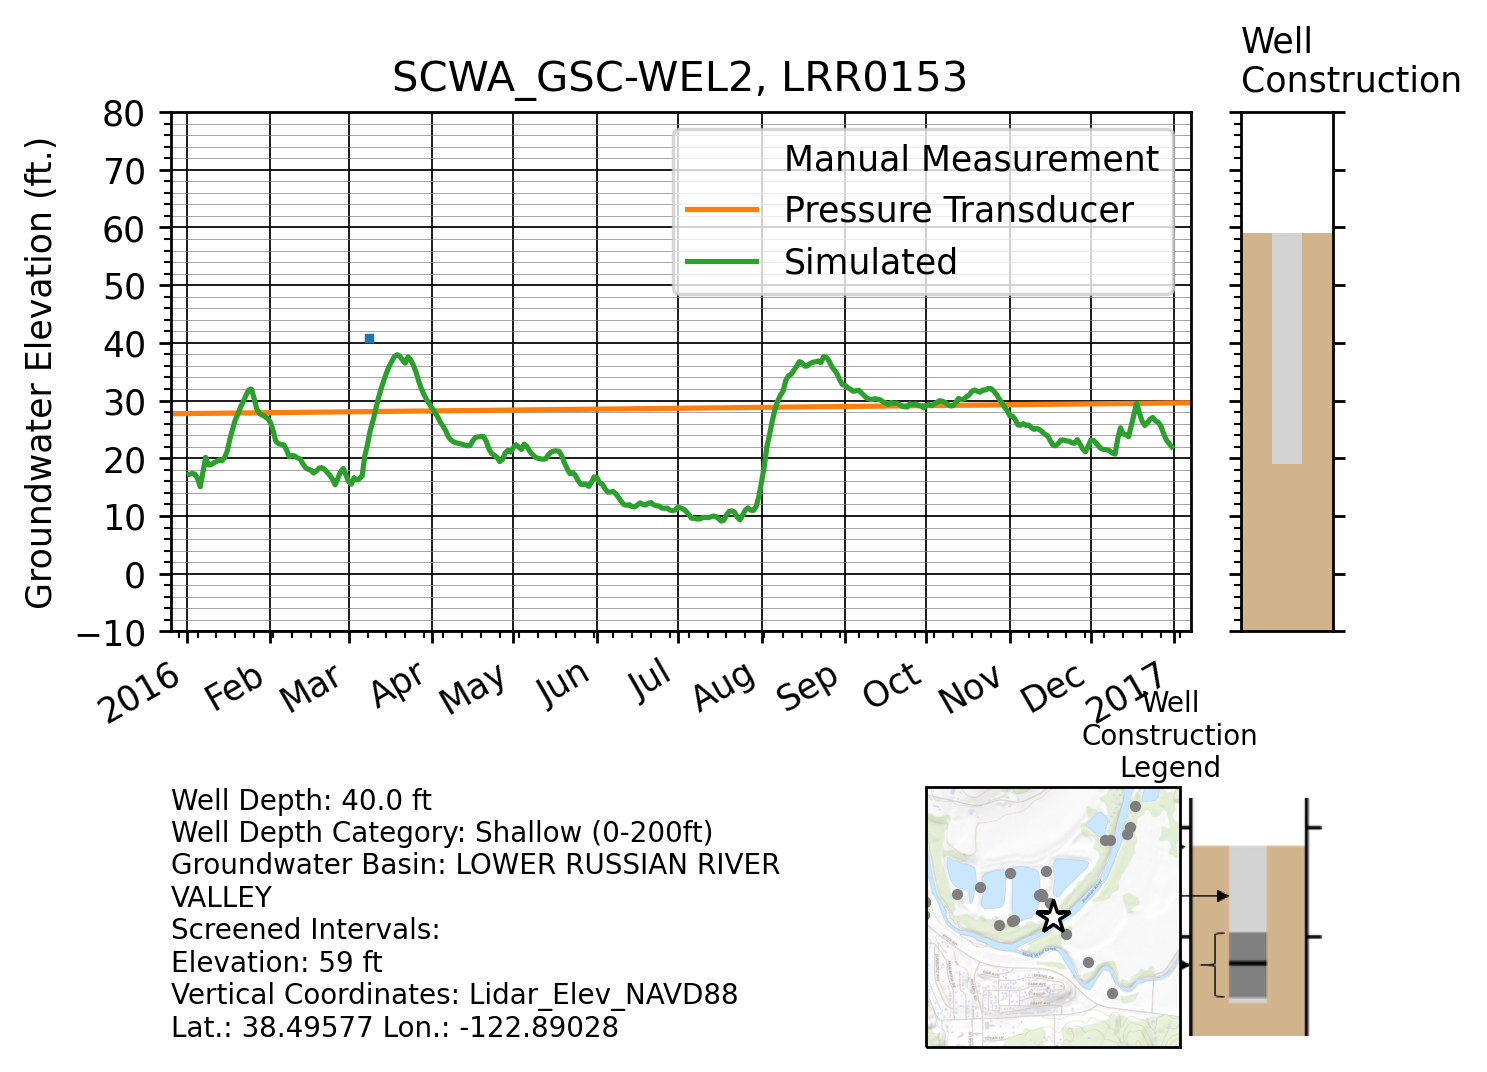 Well
Construction
SCWA_GSC-WEL2, LRR0153
Groundwater Elevation (ft.)
80
70
60
50
40
30
20
10
0
−10
Manual Measurement
Pressure Transducer
Simulated
2016
Feb
Mar
Apr
May
Jun
Jul
Aug
Sep
Oct
Nov
Dec
2017
Well
Construction
Legend
Well Depth: 40.0 ft
Well Depth Category: Shallow (0-200ft)
Groundwater Basin: LOWER RUSSIAN RIVER
VALLEY
Screened Intervals:
Elevation: 59 ft
Vertical Coordinates: Lidar_Elev_NAVD88
Lat.: 38.49577 Lon.: -122.89028